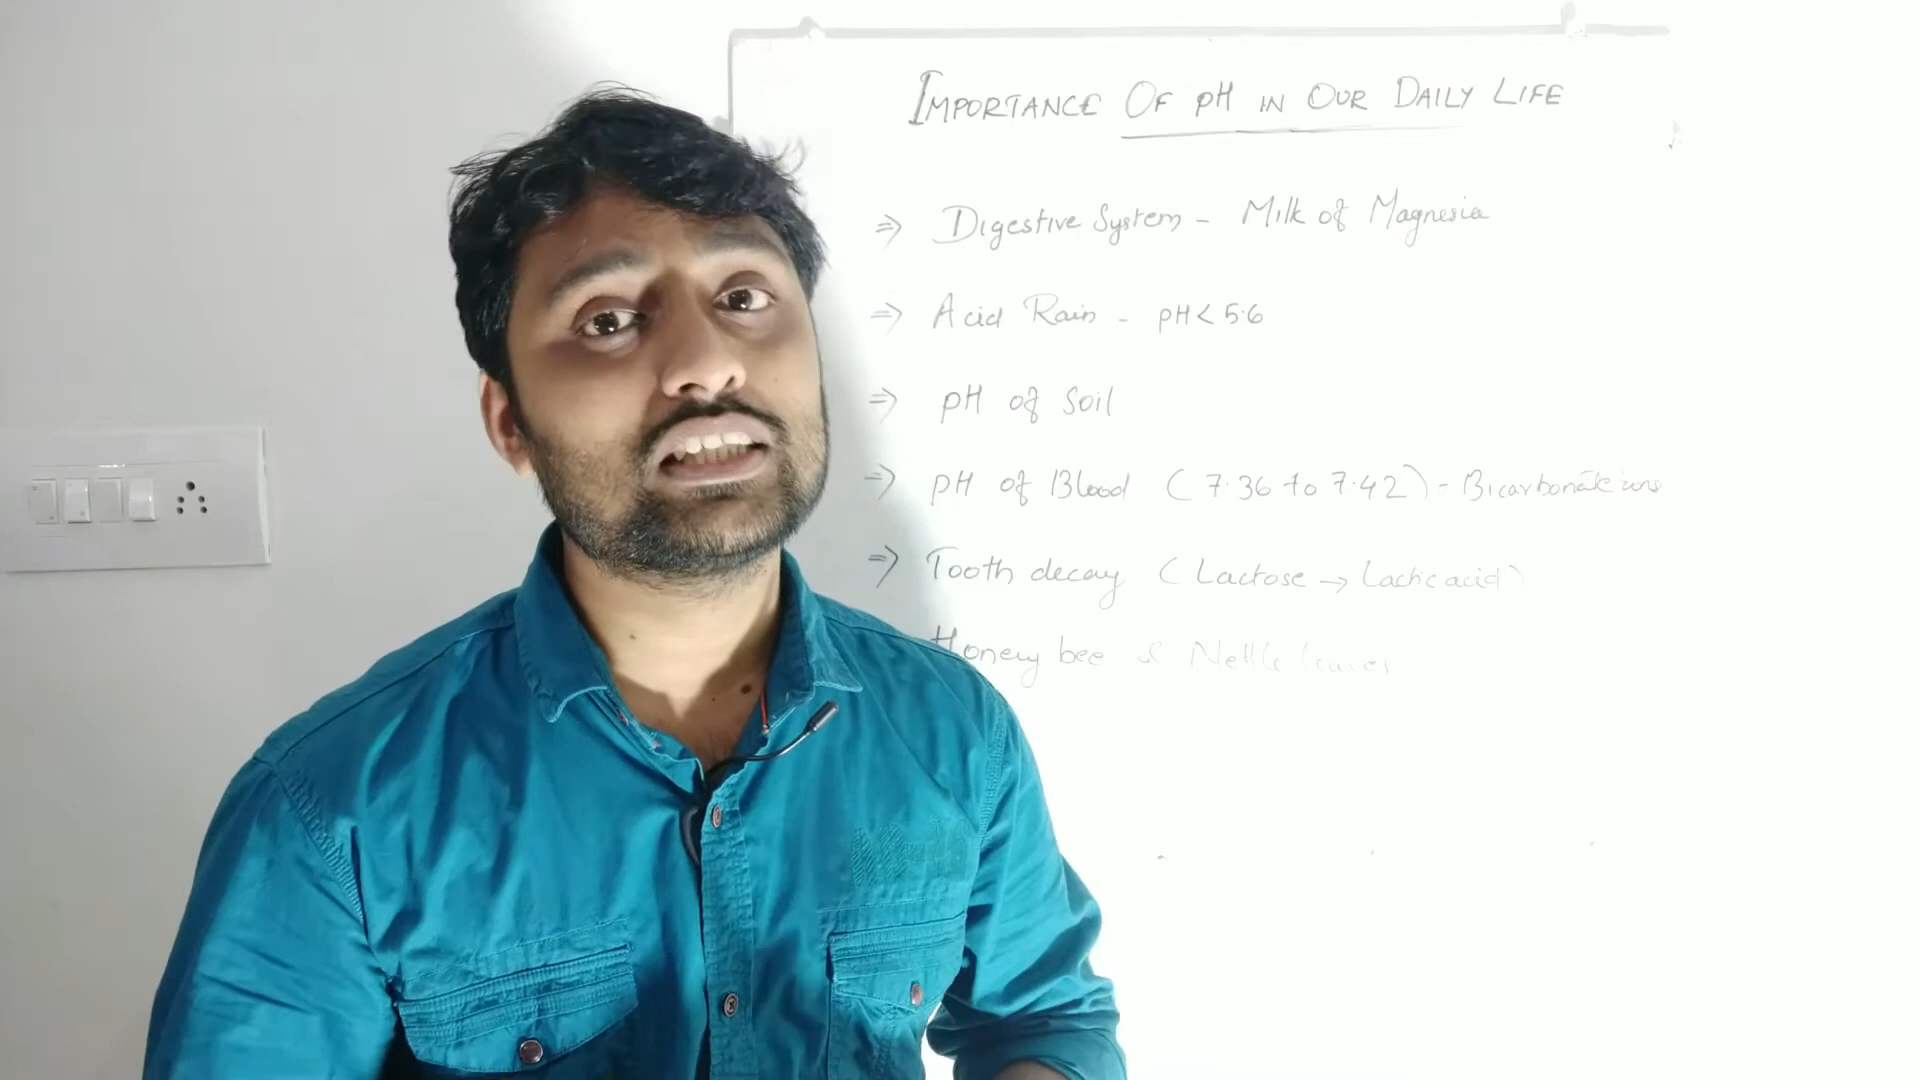 IMPORTANCE OF pH IN OUR DAILY LIFE
⇒ Digestive System - Milk of Magnesia
⇒ Acid Rain - pH < 5.6
⇒ pH of Soil
⇒ pH of Blood (7.36 to 7.42) - Bicarbonate ions
⇒ Tooth decay (Lactose → Lactic acid)
Honey bee & Nettle leaves